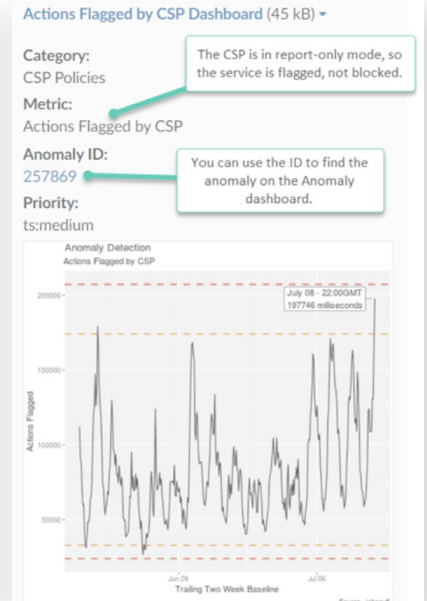 Actions Flagged by CSP Dashboard (45 kB)
Category:
CSP Policies
The CSP is in report-only mode, so
the service is flagged, not blocked.
Metric:
Actions Flagged by CSP
Anomaly ID:
257869
You can use the ID to find the
anomaly on the Anomaly
dashboard.
Priority:
ts:medium
Anomaly Detection
Actions Flagged by CSP
July 08 - 22:00GMT
197746 milliseconds
200000
150000
100000
50000
Actions Flagged
Jun 29
Jul 06
Trailing Two Week Baseline